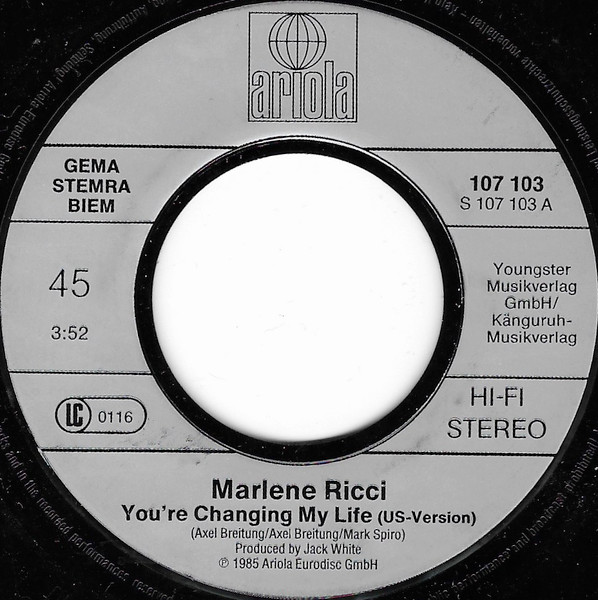 ariola
GEMA
STEMRA
BIEM
107 103
S 107 103 A
45
3:52
Youngster
Musikverlag
GmbH/
Känguruh-
Musikverlag
LC 0116
HI-FI
STEREO
Marlene Ricci
You're Changing My Life (US-Version)
(Axel Breitung/Axel Breitung/Mark Spiro)
Produced by Jack White
℗ 1985 Ariola Eurodisc GmbH